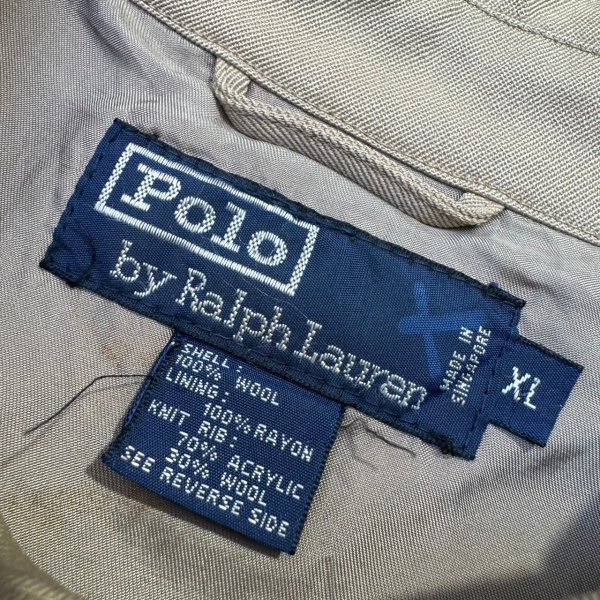 Polo
by Ralph Lauren
MADE IN
SINGAPORE
XL
SHELL:
100% WOOL
LINING:
100% RAYON
KNIT RIB:
70% ACRYLIC
30% WOOL
SEE REVERSE SIDE